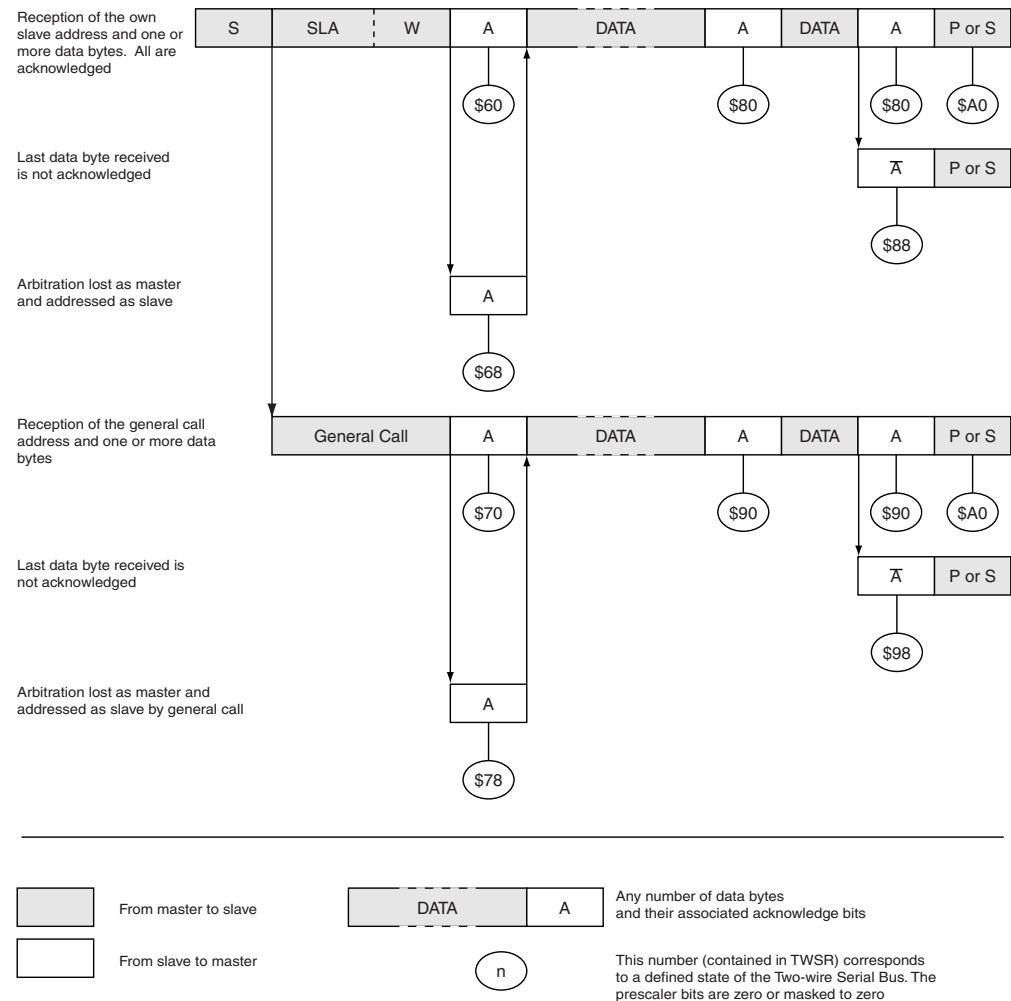 Reception of the own
slave address and one or
more data bytes. All are
acknowledged
S SLA W A DATA A DATA A P or S
$60 $80 $80 $A0
Last data byte received
is not acknowledged
A̅ P or S
$88
Arbitration lost as master
and addressed as slave
A
$68
Reception of the general call
address and one or more data
bytes
General Call A DATA A DATA A P or S
$70 $90 $90 $A0
Last data byte received is
not acknowledged
A̅ P or S
$98
Arbitration lost as master and
addressed as slave by general call
A
$78
From master to slave
DATA A
Any number of data bytes
and their associated acknowledge bits
From slave to master
n
This number (contained in TWSR) corresponds
to a defined state of the Two-wire Serial Bus. The
prescaler bits are zero or masked to zero